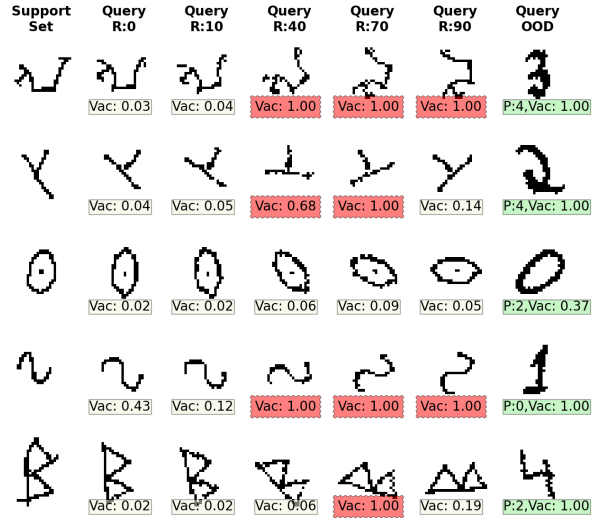 Support Set Query R:0 Query R:10 Query R:40 Query R:70 Query R:90 Query OOD
Vac: 0.03 Vac: 0.04 Vac: 1.00 Vac: 1.00 Vac: 1.00 P:4,Vac: 1.00
Vac: 0.04 Vac: 0.05 Vac: 0.68 Vac: 1.00 Vac: 0.14 P:4,Vac: 1.00
Vac: 0.02 Vac: 0.02 Vac: 0.06 Vac: 0.09 Vac: 0.05 P:2,Vac: 0.37
Vac: 0.43 Vac: 0.12 Vac: 1.00 Vac: 1.00 Vac: 1.00 P:0,Vac: 1.00
Vac: 0.02 Vac: 0.02 Vac: 0.06 Vac: 1.00 Vac: 0.19 P:2,Vac: 1.00